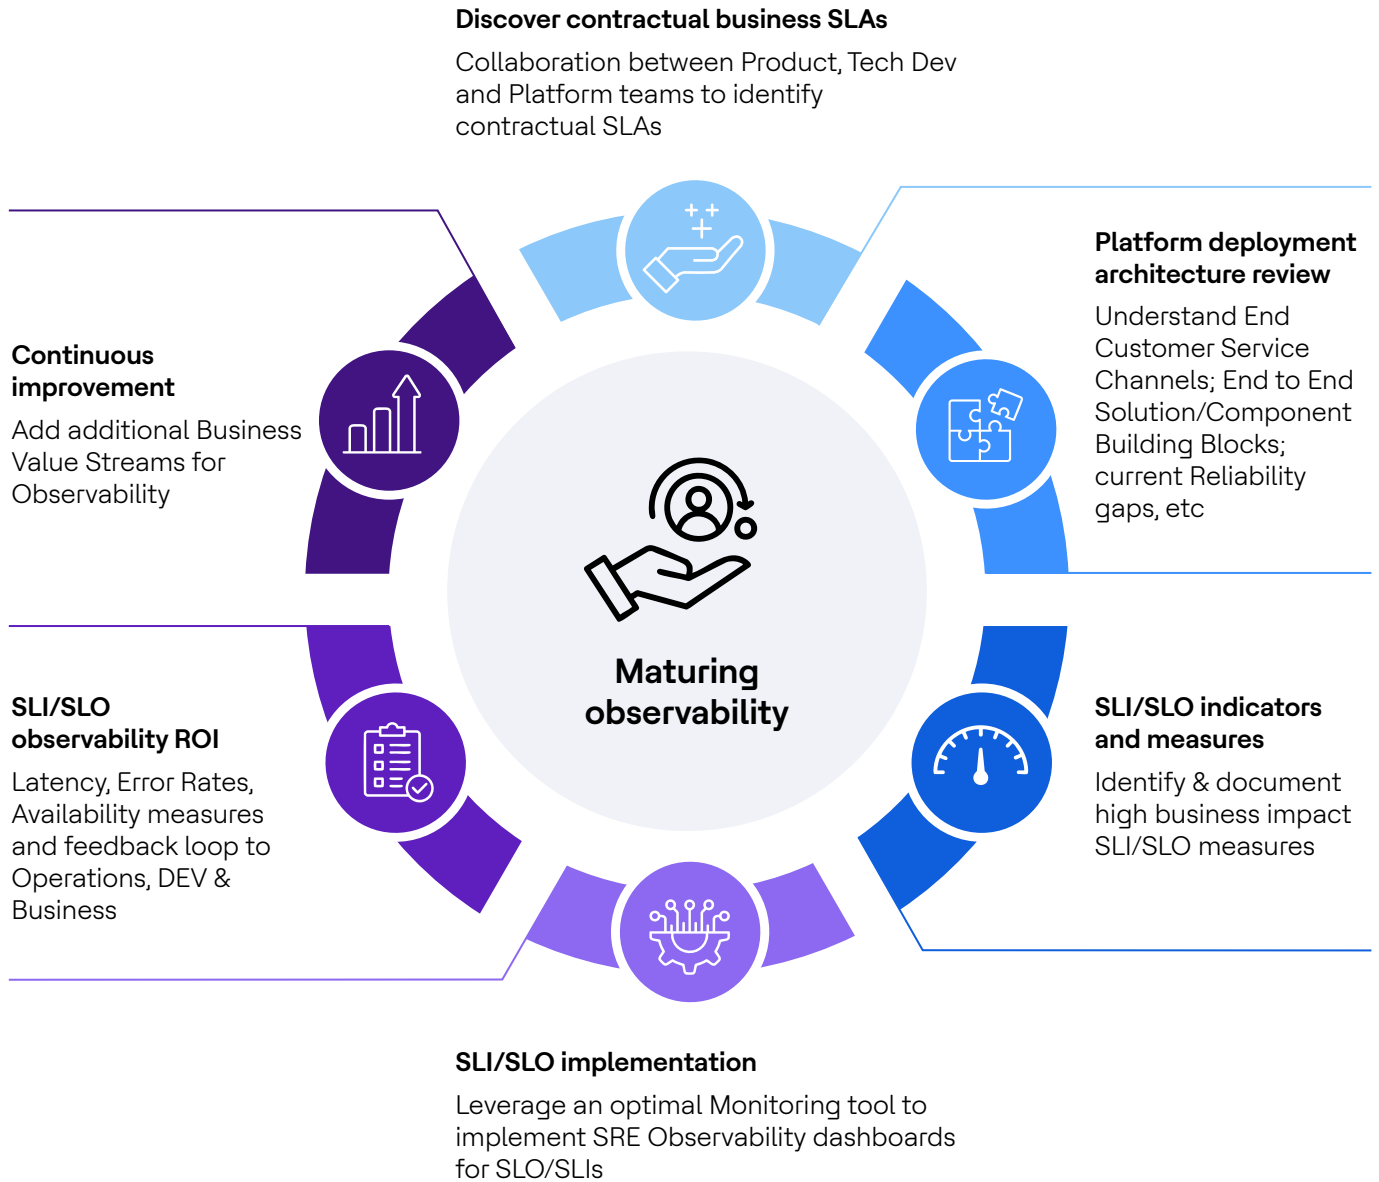 Discover contractual business SLAs
Collaboration between Product, Tech Dev
and Platform teams to identify
contractual SLAs
Platform deployment
architecture review
Understand End
Customer Service
Channels; End to End
Solution/Component
Building Blocks;
current Reliability
gaps, etc
SLI/SLO indicators
and measures
Identify & document
high business impact
SLI/SLO measures
SLI/SLO implementation
Leverage an optimal Monitoring tool to
implement SRE Observability dashboards
for SLO/SLIs
SLI/SLO
observability ROI
Latency, Error Rates,
Availability measures
and feedback loop to
Operations, DEV &
Business
Continuous
improvement
Add additional Business
Value Streams for
Observability
Maturing
observability